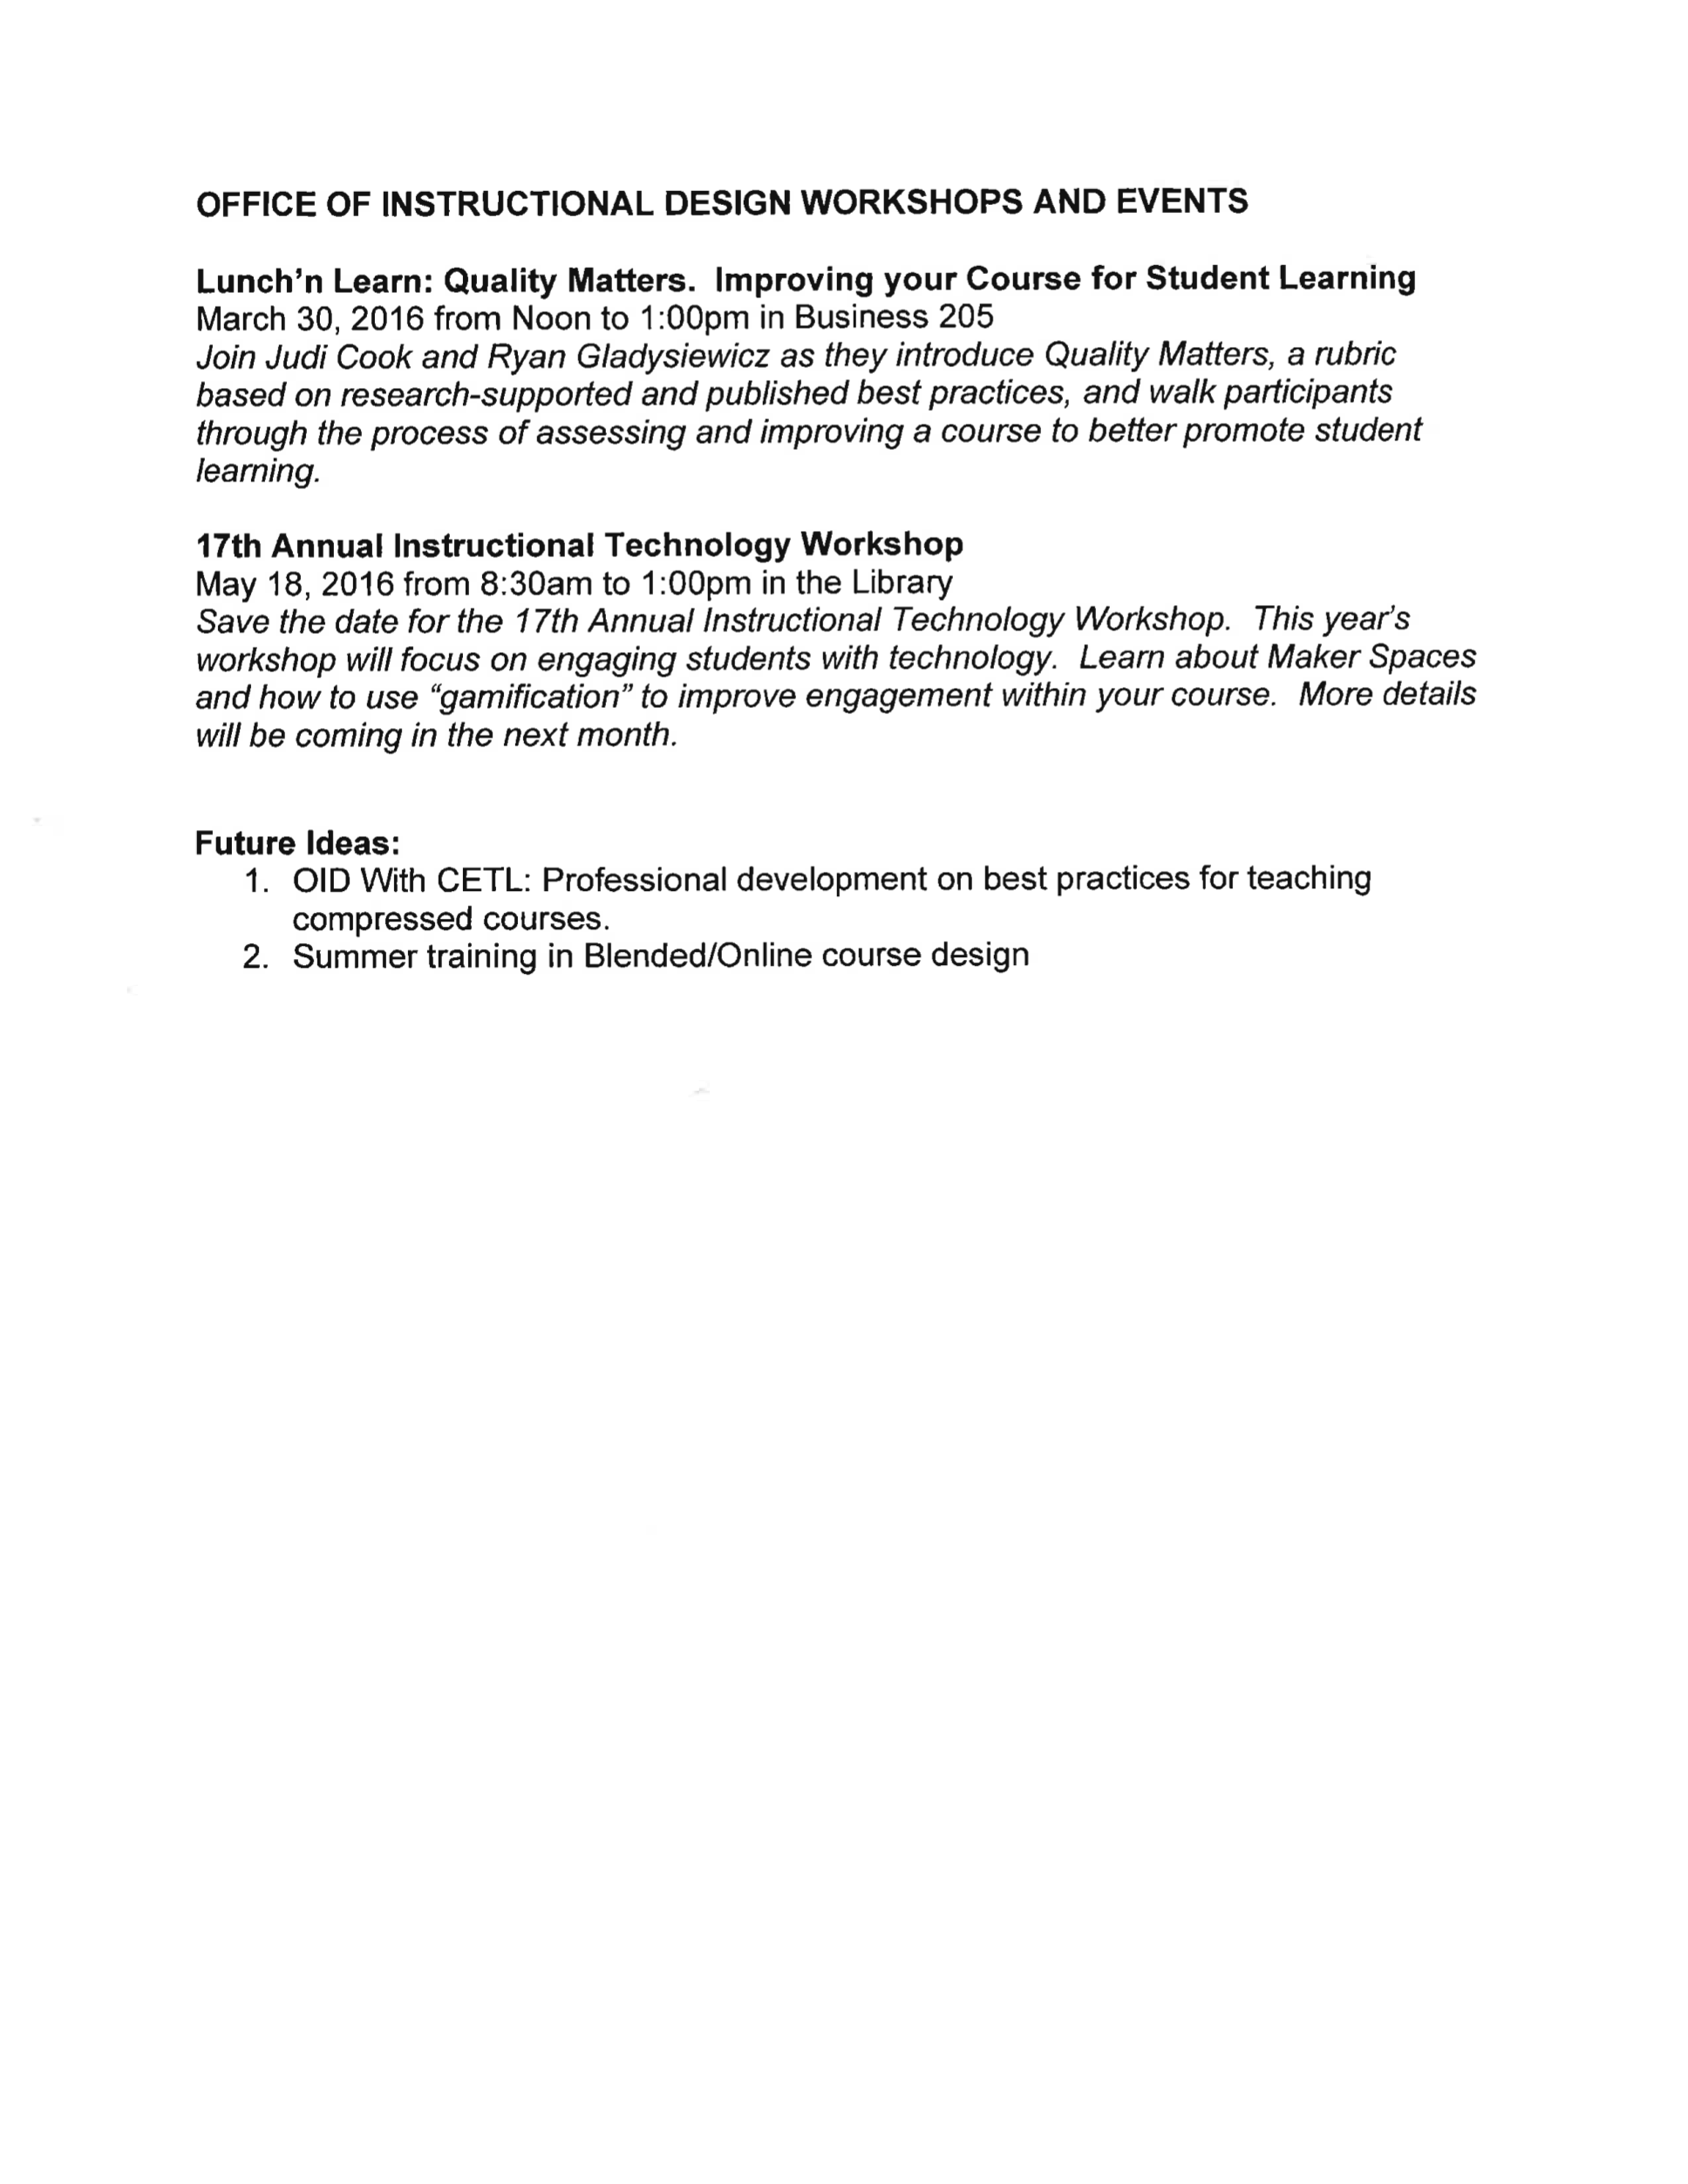 OFFICE OF INSTRUCTIONAL DESIGN WORKSHOPS AND EVENTS
Lunch'n Learn: Quality Matters.  Improving your Course for Student Learning
March 30, 2016 from Noon to 1:00pm in Business 205
Join Judi Cook and Ryan Gladysiewicz as they introduce Quality Matters, a rubric
based on research-supported and published best practices, and walk participants
through the process of assessing and improving a course to better promote student
learning.
17th Annual Instructional Technology Workshop
May 18, 2016 from 8:30am to 1:00pm in the Library
Save the date for the 17th Annual Instructional Technology Workshop.  This year's
workshop will focus on engaging students with technology.  Learn about Maker Spaces
and how to use “gamification” to improve engagement within your course.  More details
will be coming in the next month.
Future Ideas:
1. OID With CETL: Professional development on best practices for teaching
compressed courses.
2. Summer training in Blended/Online course design